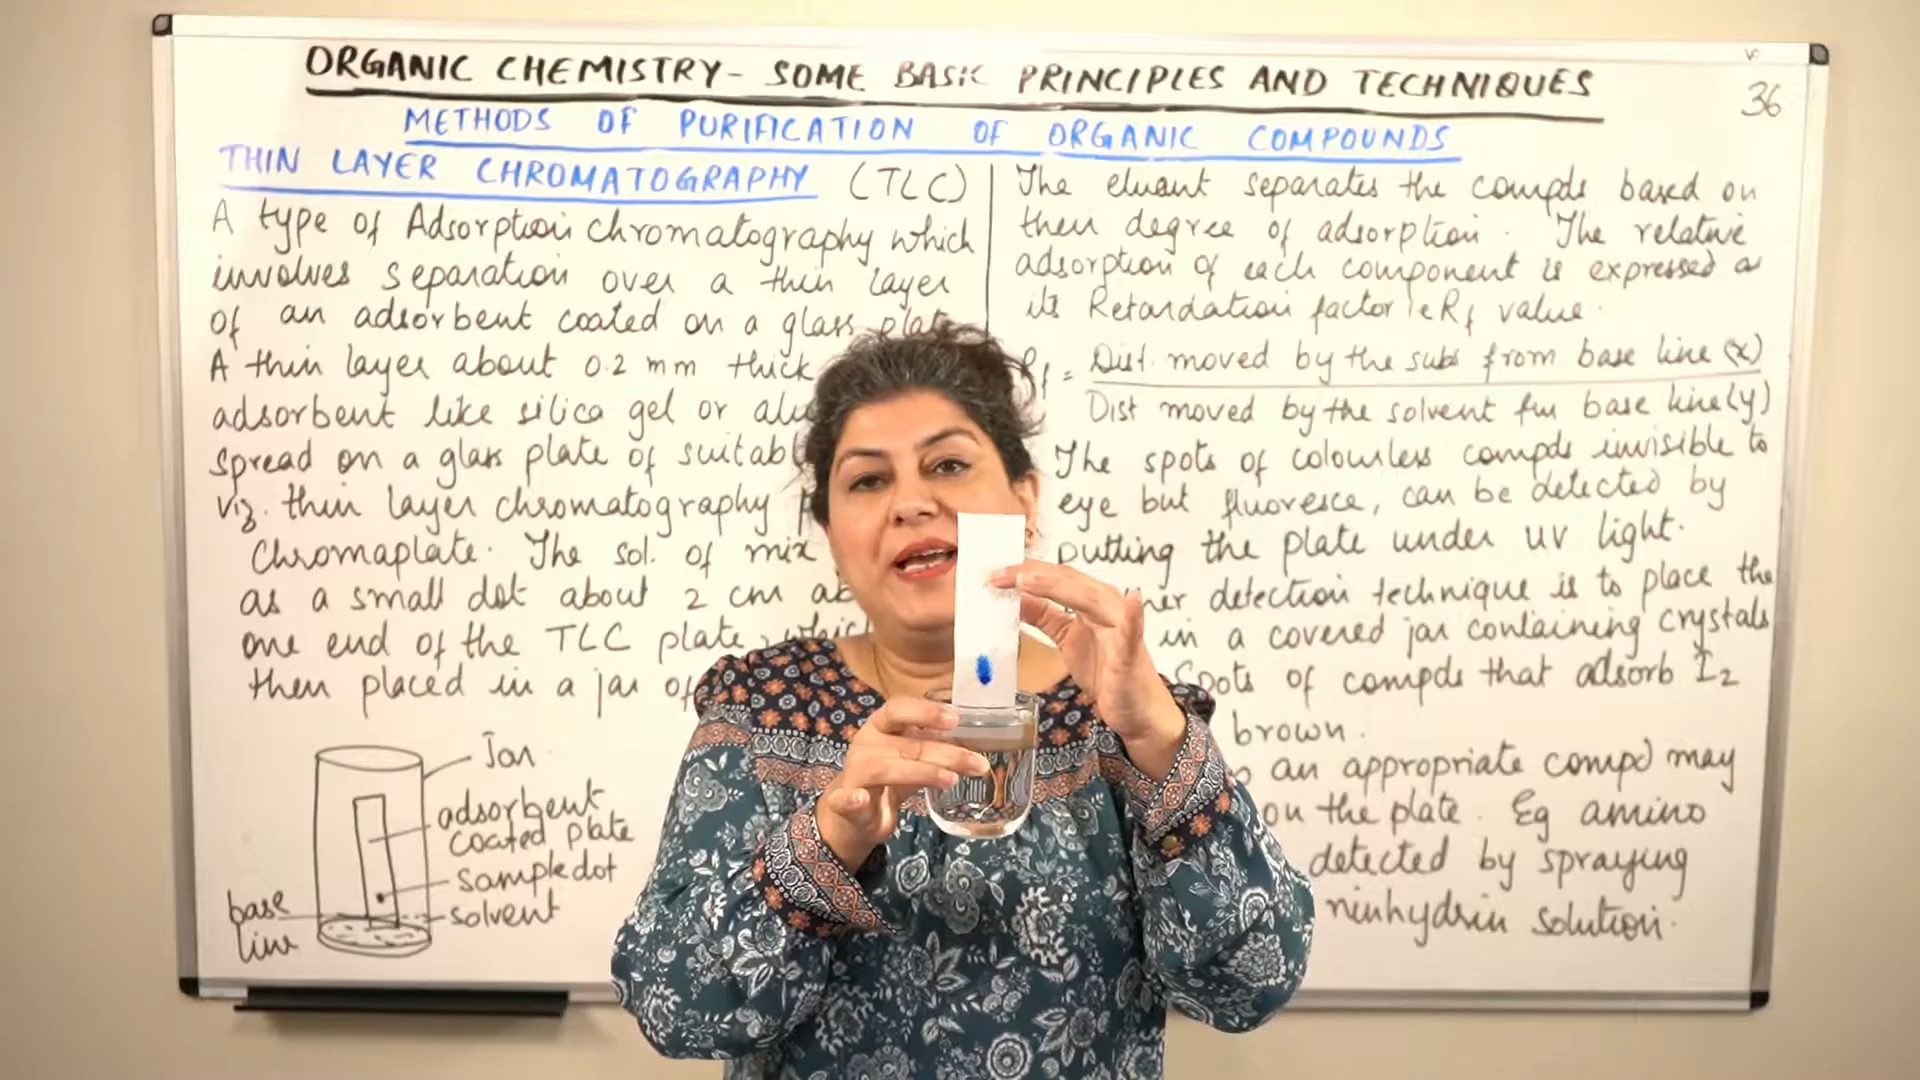 ORGANIC CHEMISTRY- SOME BASIC PRINCIPLES AND TECHNIQUES
36
METHODS OF PURIFICATION OF ORGANIC COMPOUNDS
THIN LAYER CHROMATOGRAPHY (TLC)
A type of Adsorption chromatography which
involves separation over a thin layer
of an adsorbent coated on a glass
A thin layer about 0.2 mm thick
adsorbent like silica gel or
spread on a glass plate of
viz. thin layer chromatography
Chromaplate. The sol. of mix
as a small dot about 2 cm
one end of the TLC plate, which
then placed in a jar of
Jar
adsorbent
coated plate
sample dot
solvent
base
line
The eluant separates the compds based on
their degree of adsorption. The relative
adsorption of each component is expressed as
its Retardation factor ie Rf value.
= Dist. moved by the subs from base line (x)
Dist moved by the solvent fm base line (y)
The spots of colourless compds invisible to
eye but fluoresce, can be detected by
putting the plate under UV light.
detection technique is to place the
in a covered jar containing crystals
Spots of compds that adsorb I2
brown.
an appropriate compd may
on the plate. Eg amino
detected by spraying
ninhydrin solution.